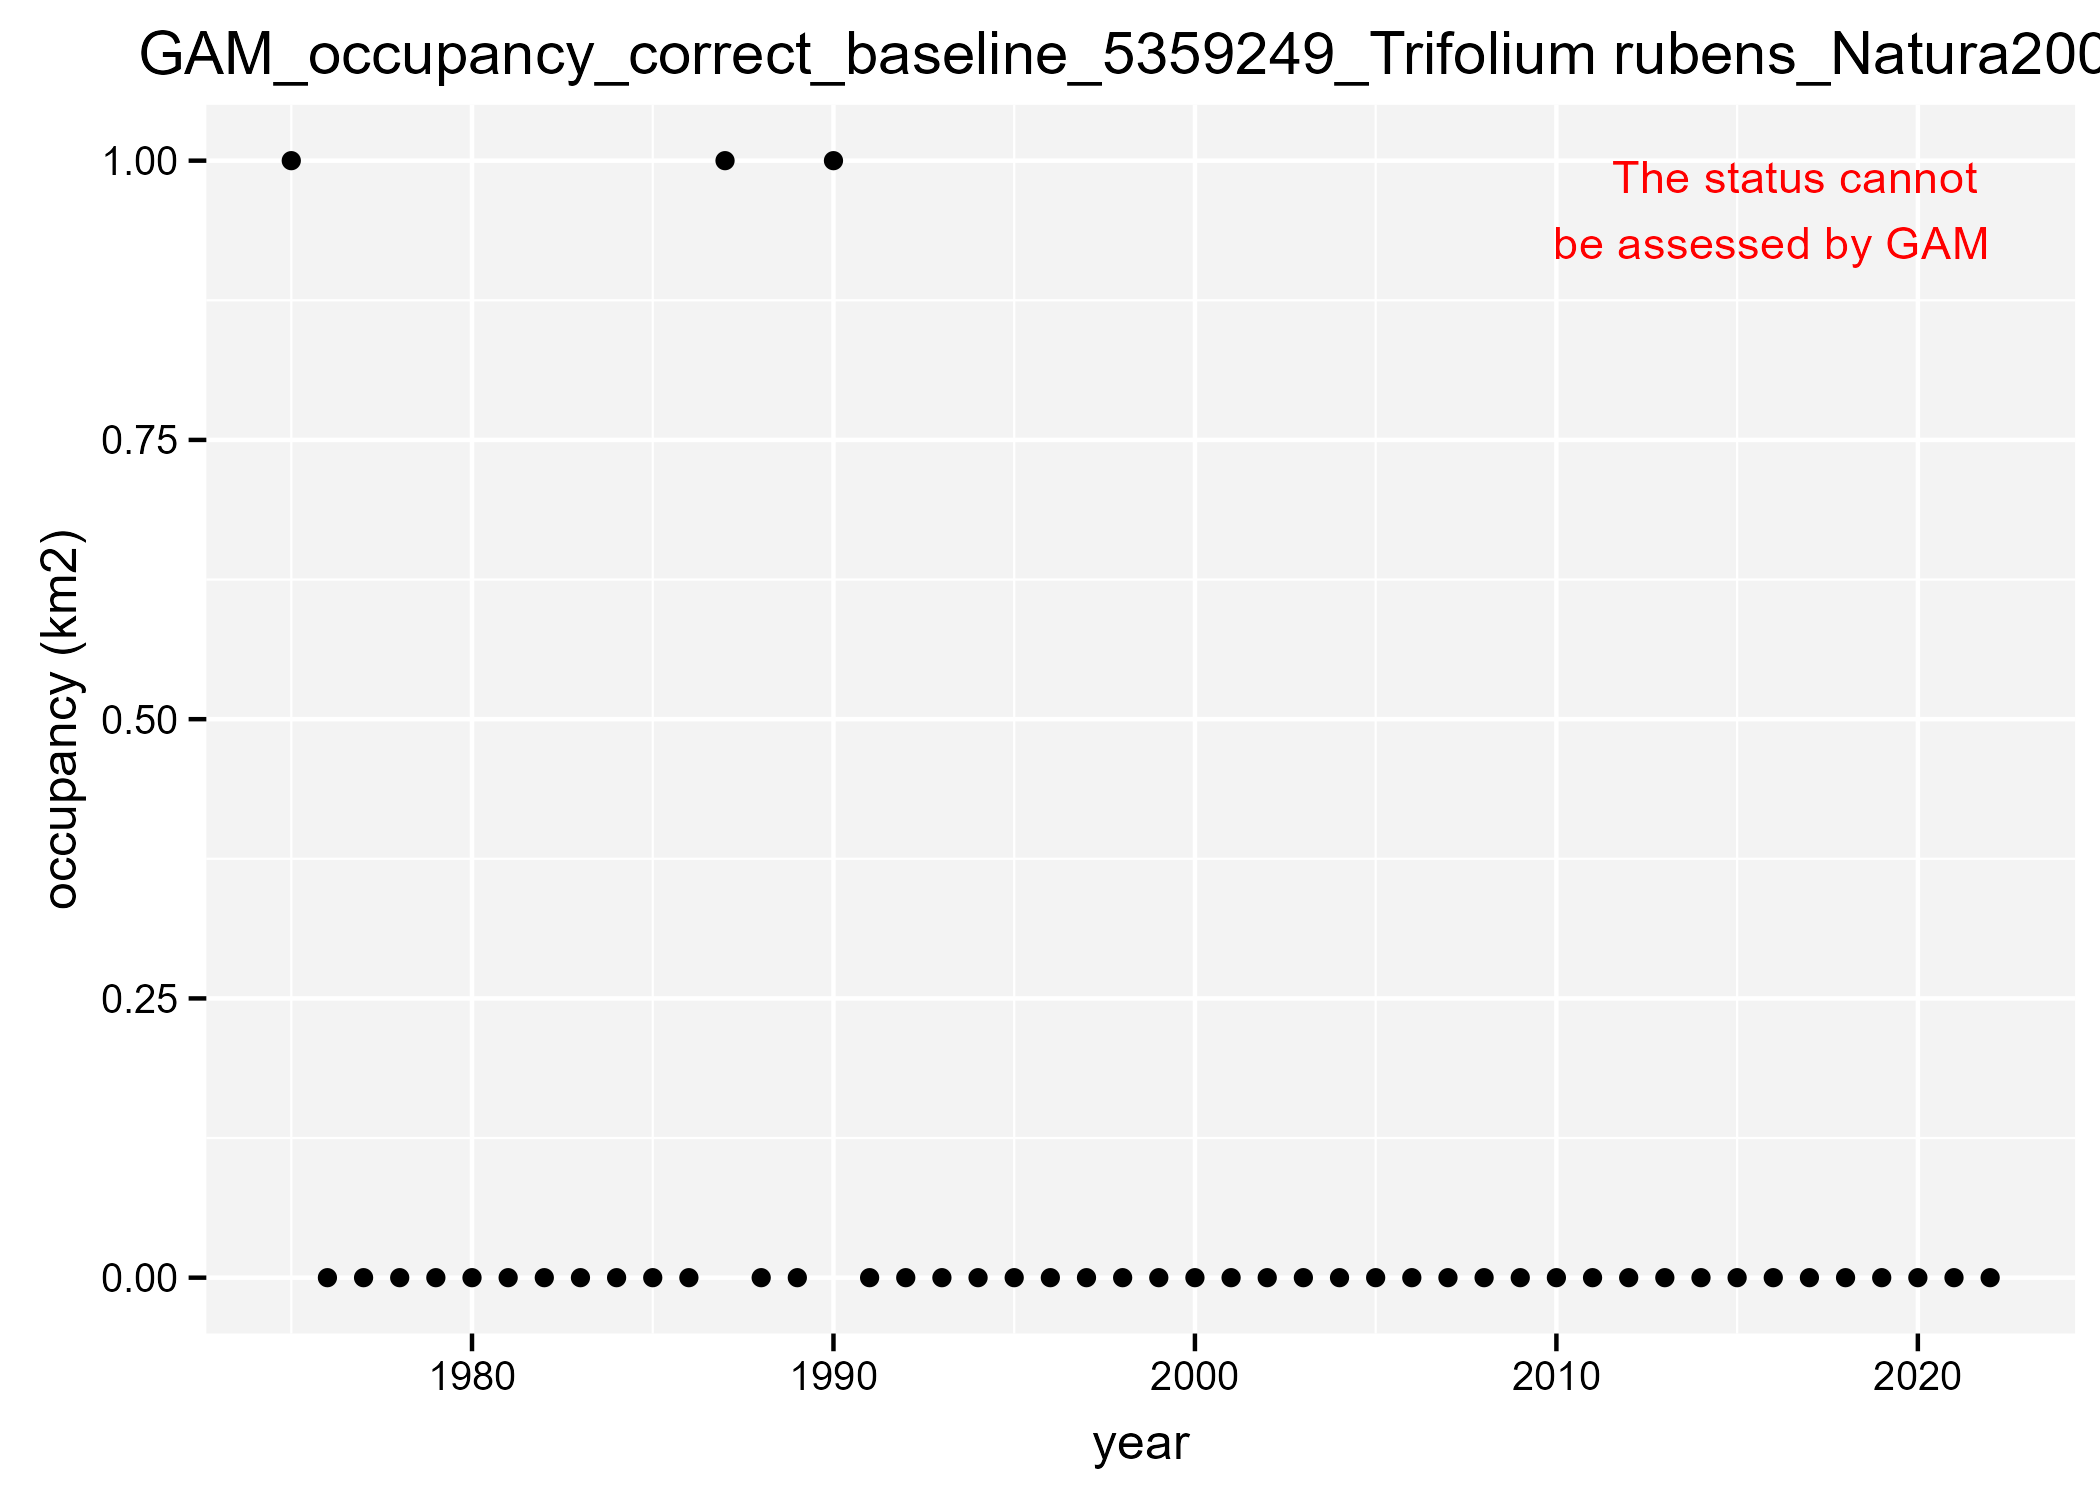 GAM_occupancy_correct_baseline_5359249_Trifolium rubens_Natura200
1.00
0.75
0.50
0.25
0.00
occupancy (km2)
The status cannot
be assessed by GAM
1980
1990
2000
2010
2020
year